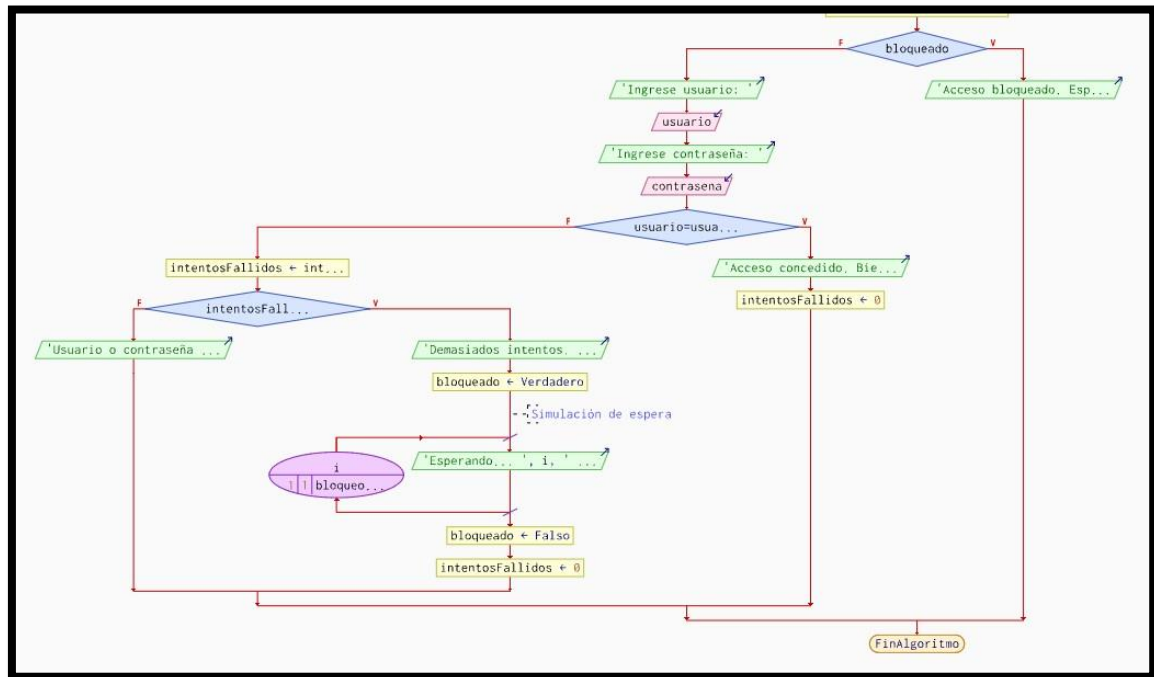 bloqueado
F
V
'Ingrese usuario: '
'Acceso bloqueado. Esp...
usuario
'Ingrese contraseña: '
contrasena
usuario=usua...
F
V
intentosFallidos ← int...
'Acceso concedido. Bie...
intentosFall...
F
V
intentosFallidos ← 0
'Usuario o contraseña ...
'Demasiados intentos. ...
bloqueado ← Verdadero
Simulación de espera
i
1 1 bloqueo...
'Esperando... ', i, ' ...
bloqueado ← Falso
intentosFallidos ← 0
FinAlgoritmo